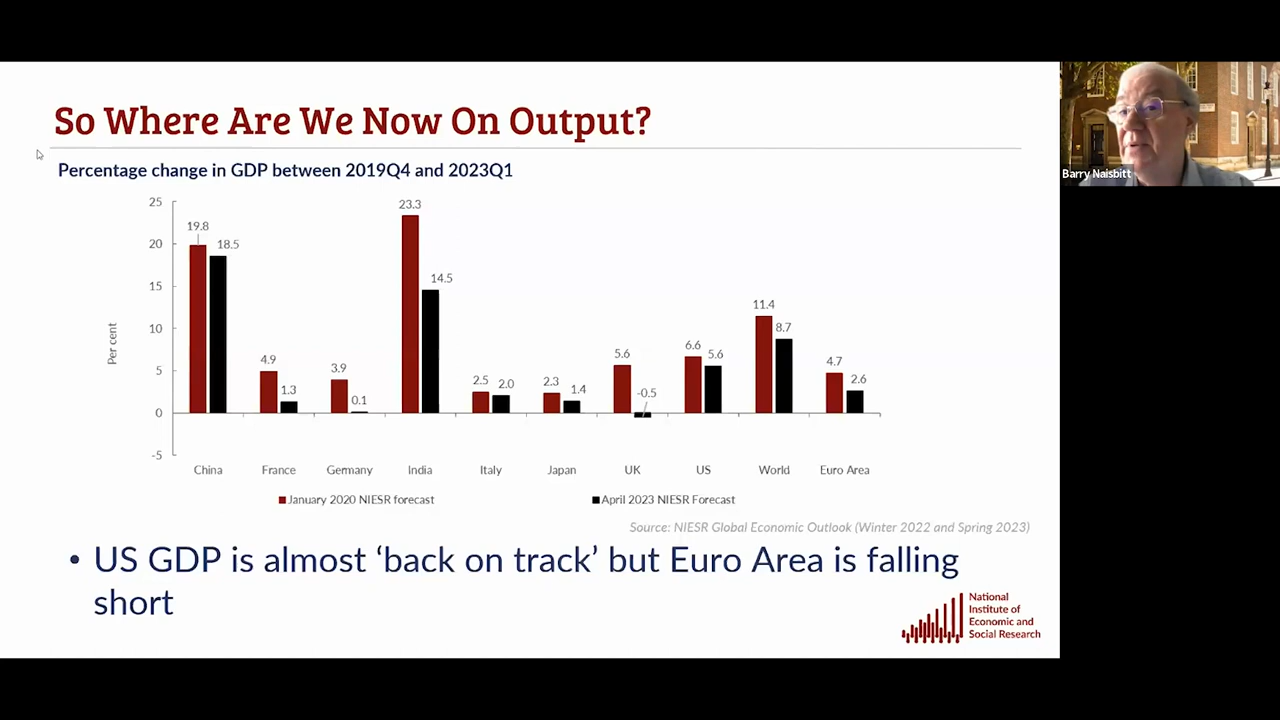 So Where Are We Now On Output?
Percentage change in GDP between 2019Q4 and 2023Q1
Per cent
25
20
15
10
5
0
-5
19.8
18.5
4.9
1.3
3.9
0.1
23.3
14.5
2.5
2.0
2.3
1.4
5.6
-0.5
6.6
5.6
11.4
8.7
4.7
2.6
China France Germany India Italy Japan UK US World Euro Area
January 2020 NIESR forecast April 2023 NIESR Forecast
Source: NIESR Global Economic Outlook (Winter 2022 and Spring 2023)
• US GDP is almost ‘back on track’ but Euro Area is falling
short
National
Institute of
Economic and
Social Research
Barry Naisbitt